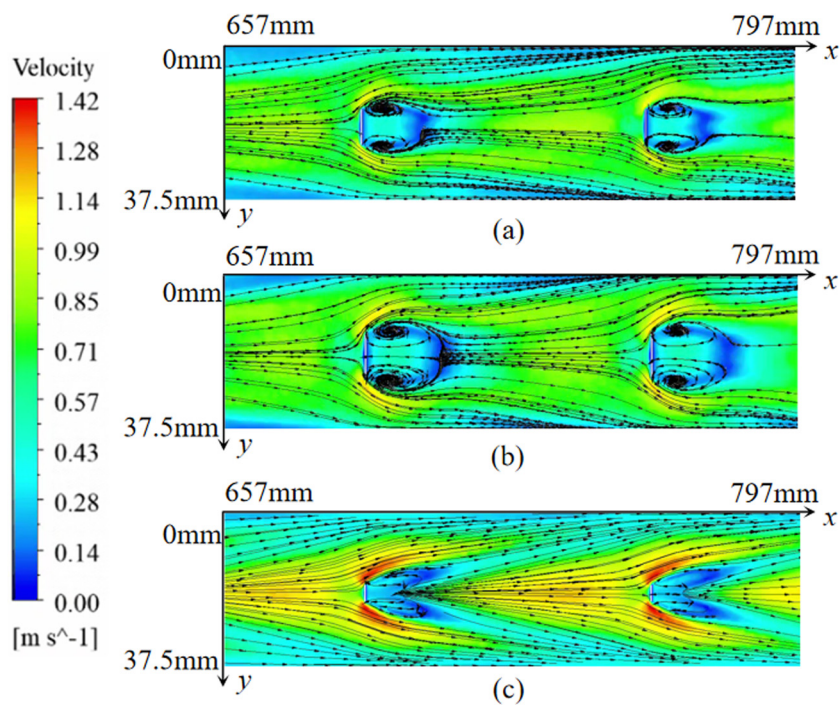 657mm
797mm
0mm
x
Velocity
1.42
1.28
1.14
0.99
0.85
0.71
0.57
0.43
0.28
0.14
0.00
[m s^-1]
37.5mm
y
(a)
657mm
797mm
0mm
x
37.5mm
y
(b)
657mm
797mm
0mm
x
37.5mm
y
(c)